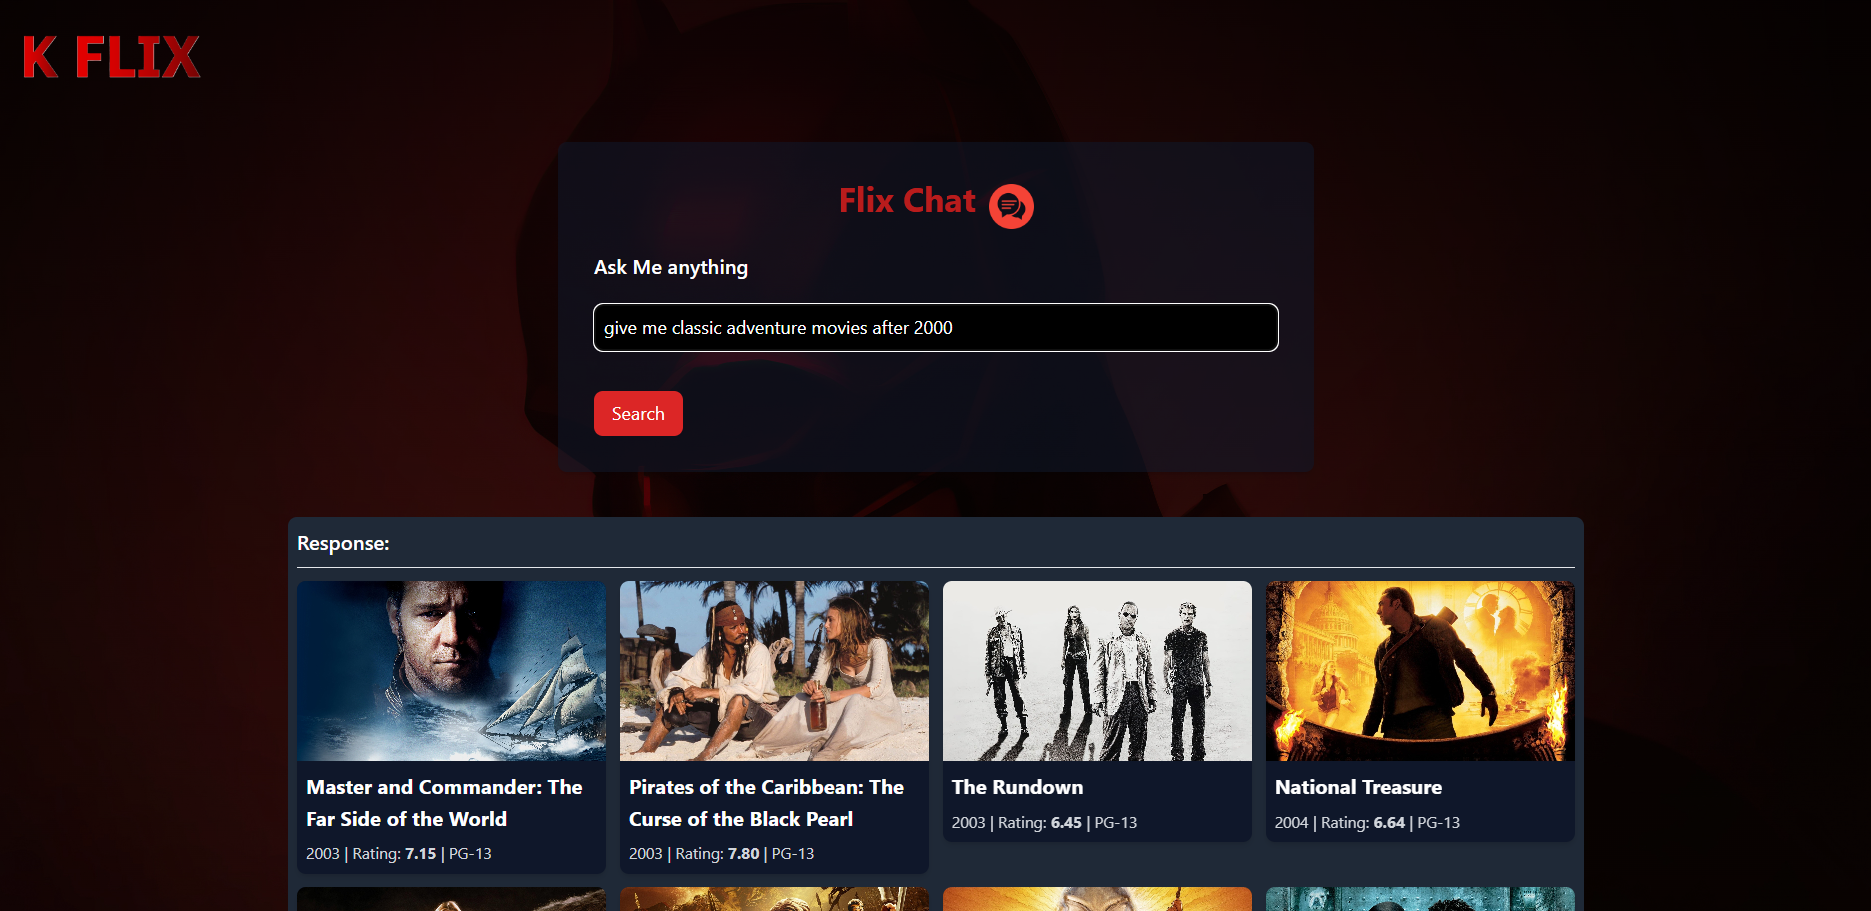 K FLIX
Flix Chat
Ask Me anything
give me classic adventure movies after 2000
Search
Response:
Master and Commander: The
Far Side of the World
2003 | Rating: 7.15 | PG-13
Pirates of the Caribbean: The
Curse of the Black Pearl
2003 | Rating: 7.80 | PG-13
The Rundown
2003 | Rating: 6.45 | PG-13
National Treasure
2004 | Rating: 6.64 | PG-13